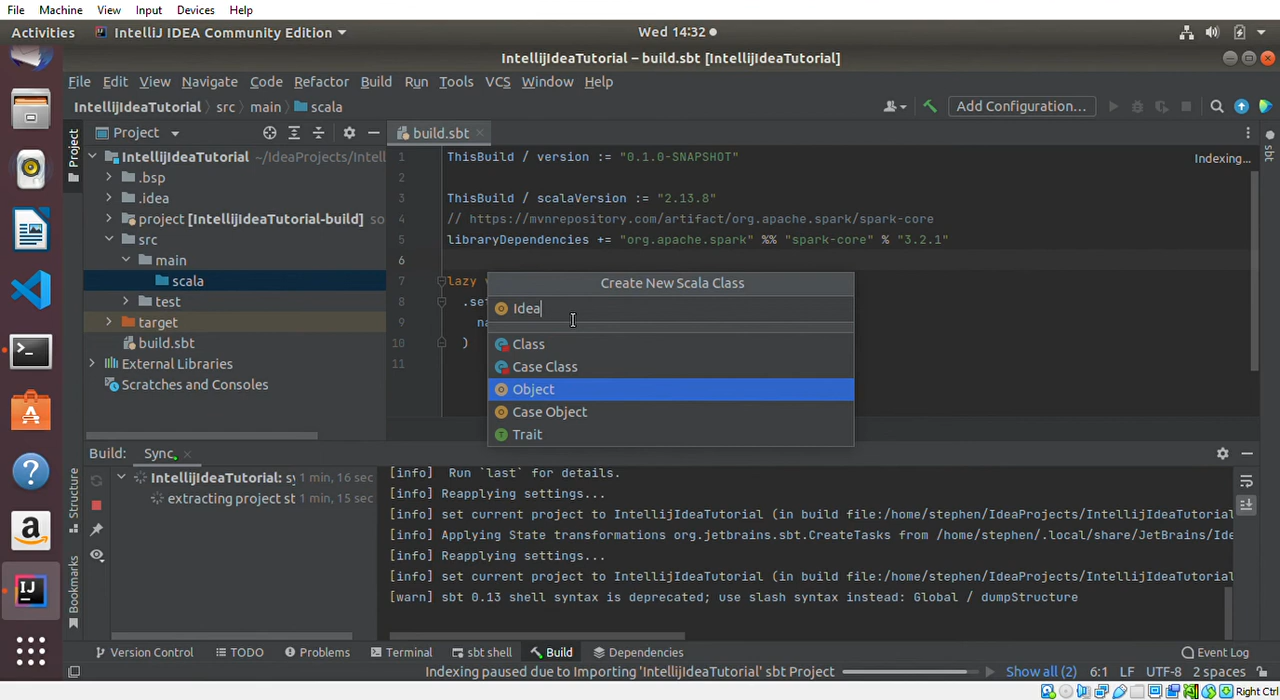 File Machine View Input Devices Help
Activities IntelliJ IDEA Community Edition Wed 14:32
IntellijIdeaTutorial – build.sbt [IntellijIdeaTutorial]
File Edit View Navigate Code Refactor Build Run Tools VCS Window Help
IntellijIdeaTutorial src main scala Add Configuration...
Project
Project
build.sbt
sbt
IntellijIdeaTutorial ~/IdeaProjects/Intell
.bsp
.idea
project [IntellijIdeaTutorial-build] so
src
main
scala
test
target
build.sbt
External Libraries
Scratches and Consoles
1 ThisBuild / version := "0.1.0-SNAPSHOT"
Indexing...
2
3 ThisBuild / scalaVersion := "2.13.8"
4 // https://mvnrepository.com/artifact/org.apache.spark/spark-core
5 libraryDependencies += "org.apache.spark" %% "spark-core" % "3.2.1"
6
7 lazy v
8 .set
9 na
10 )
11
Create New Scala Class
Idea
Class
Case Class
Object
Case Object
Trait
Build: Sync
IntellijIdeaTutorial: sy 1 min, 16 sec
extracting project st 1 min, 15 sec
Structure
Bookmarks
[info] Run `last` for details.
[info] Reapplying settings...
[info] set current project to IntellijIdeaTutorial (in build file:/home/stephen/IdeaProjects/IntellijIdeaTutorial
[info] Applying State transformations org.jetbrains.sbt.CreateTasks from /home/stephen/.local/share/JetBrains/Ide
[info] Reapplying settings...
[info] set current project to IntellijIdeaTutorial (in build file:/home/stephen/IdeaProjects/IntellijIdeaTutorial
[warn] sbt 0.13 shell syntax is deprecated; use slash syntax instead: Global / dumpStructure
Version Control TODO Problems Terminal sbt shell Build Dependencies Event Log
Indexing paused due to Importing 'IntellijIdeaTutorial' sbt Project Show all (2) 6:1 LF UTF-8 2 spaces
Right Ctrl